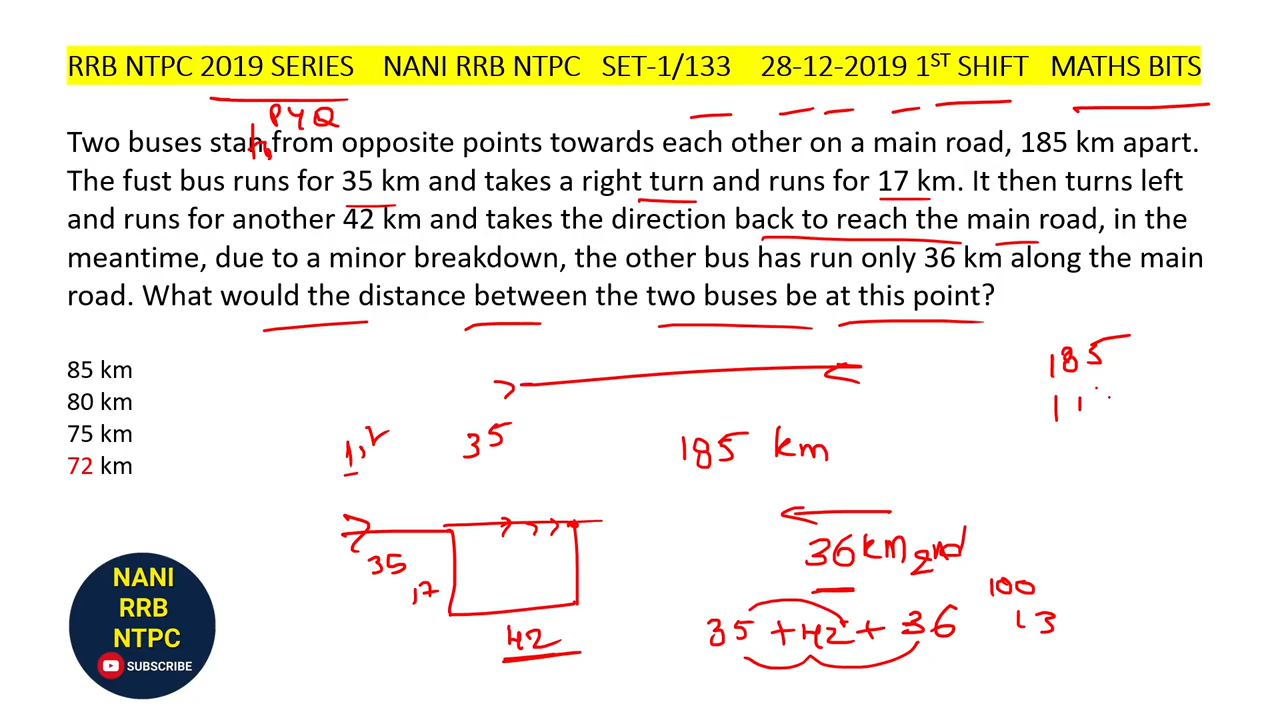 RRB NTPC 2019 SERIES NANI RRB NTPC SET-1/133 28-12-2019 1ST SHIFT MATHS BITS
PYQ
Two buses start from opposite points towards each other on a main road, 185 km apart.
The fust bus runs for 35 km and takes a right turn and runs for 17 km. It then turns left
and runs for another 42 km and takes the direction back to reach the main road, in the
meantime, due to a minor breakdown, the other bus has run only 36 km along the main
road. What would the distance between the two buses be at this point?
85 km
80 km
75 km
72 km
185
11
1, 2
35
185 km
35
17
42
36 km 2nd
35 + 42 + 36
100
13
NANI
RRB
NTPC
SUBSCRIBE